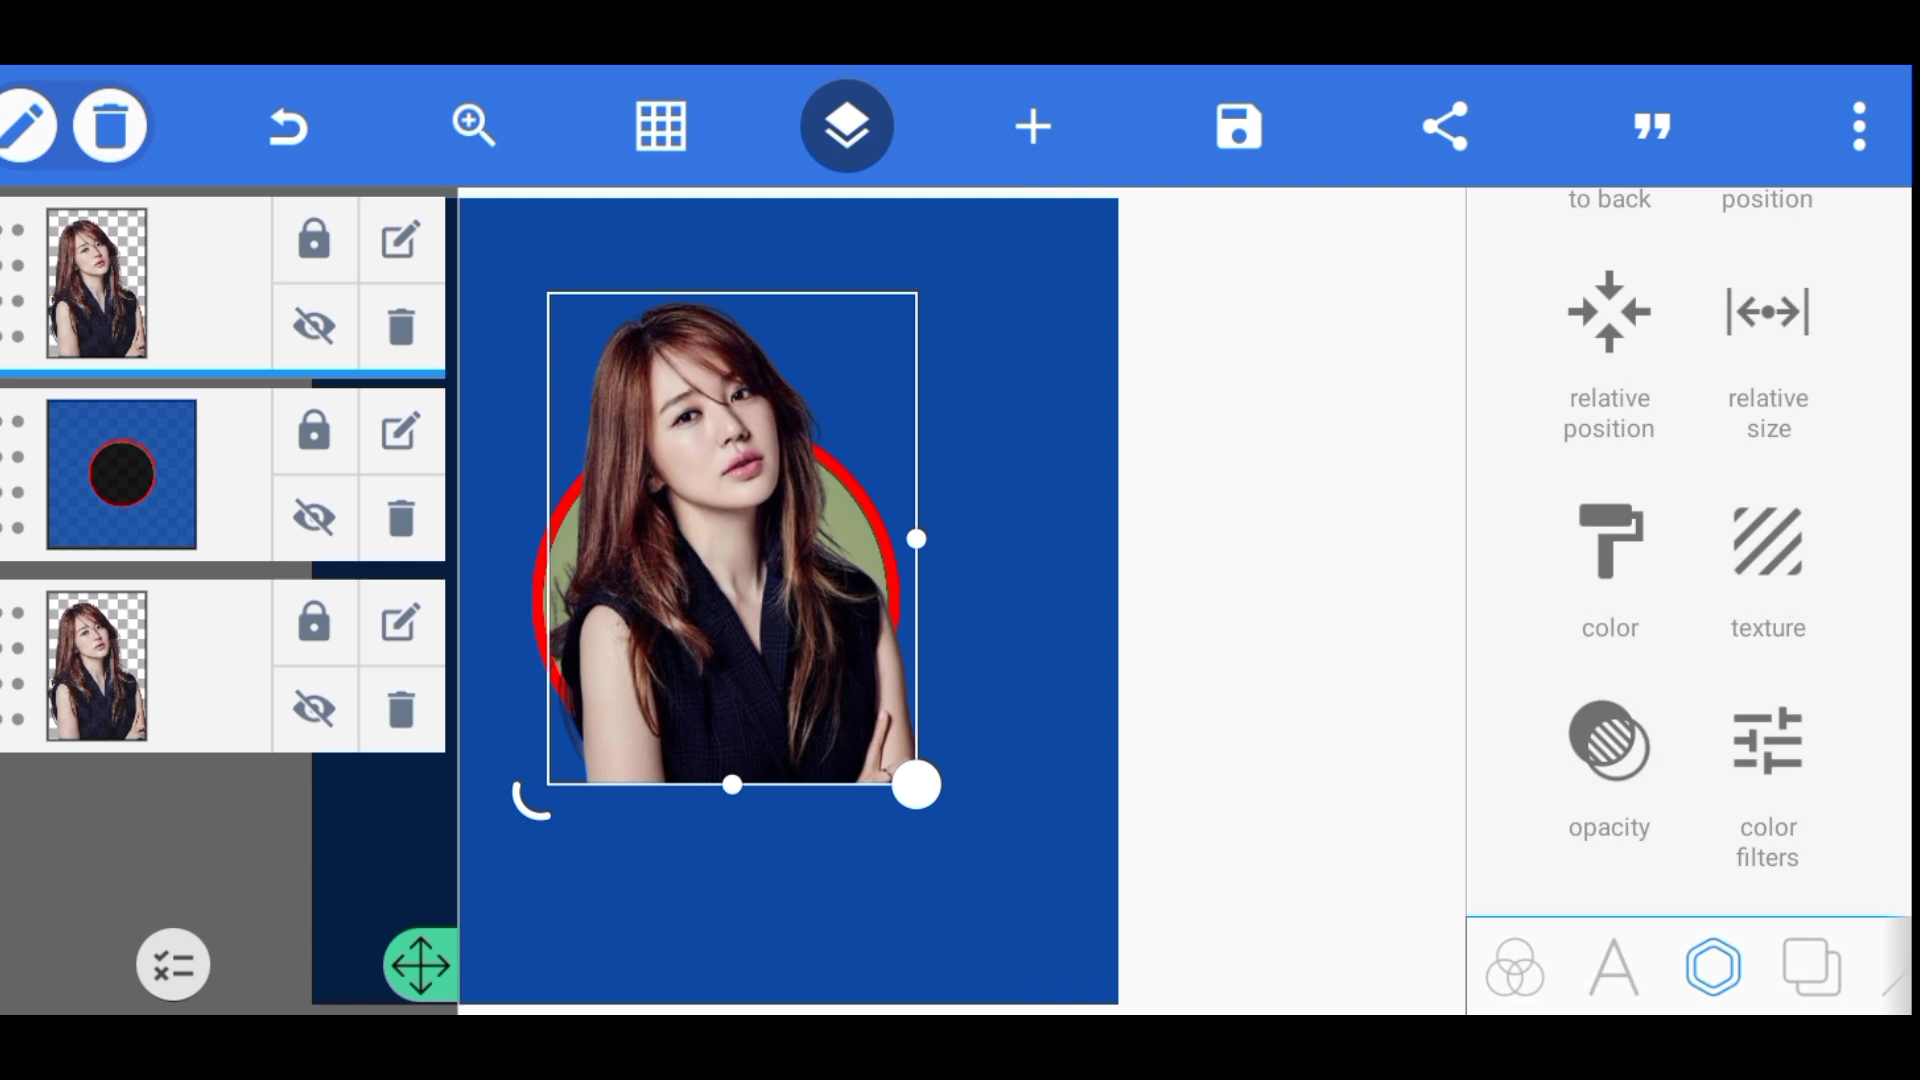 to back
position
relative
position
relative
size
color
texture
opacity
color
filters